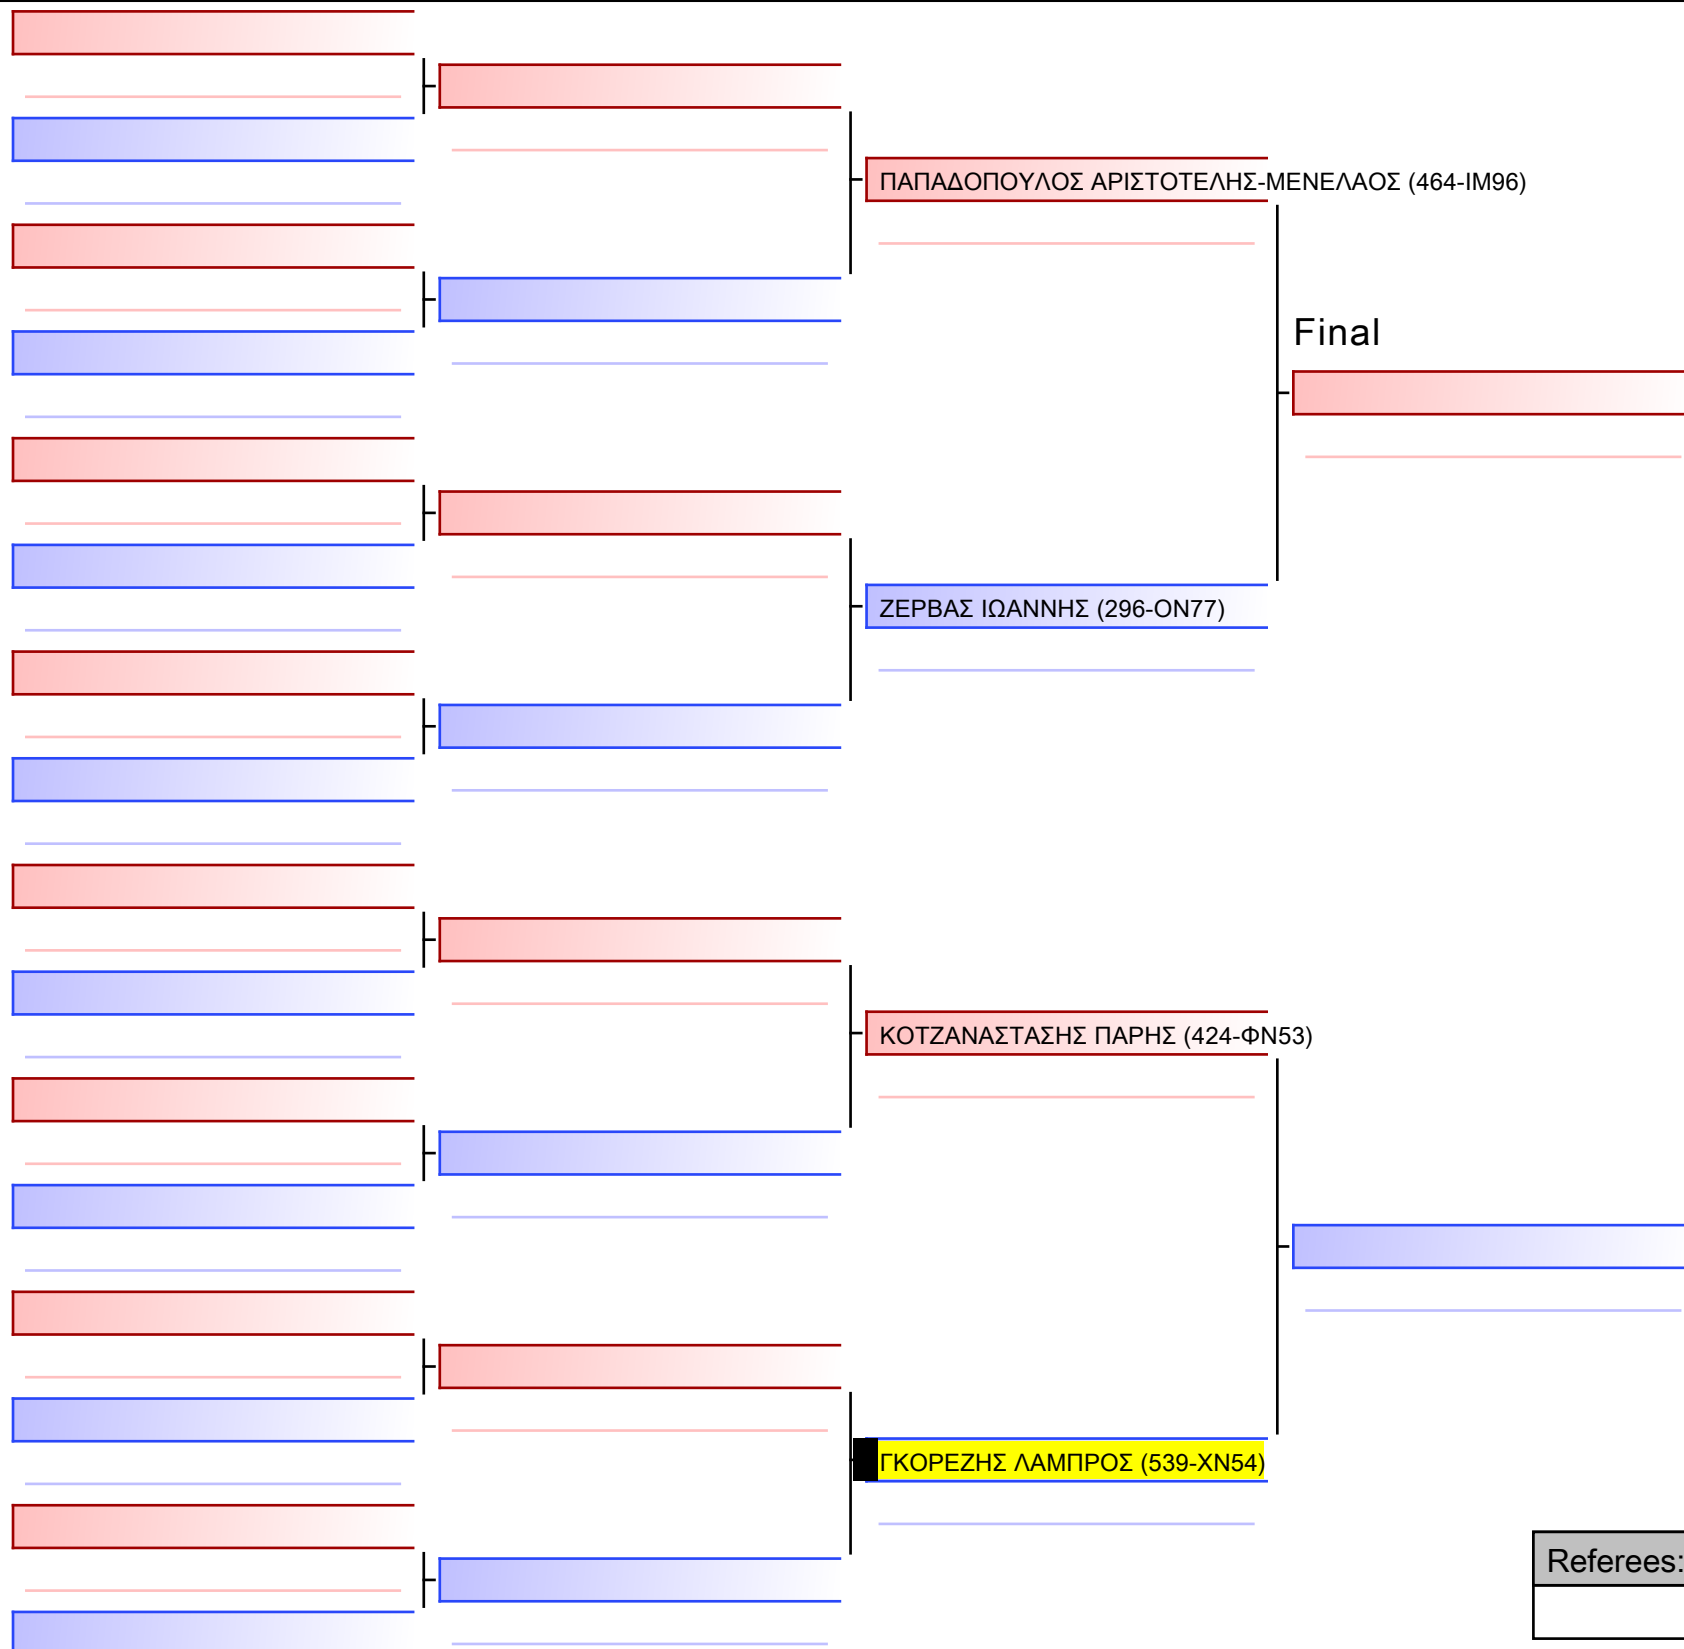 ΠΑΠΑΔΟΠΟΥΛΟΣ ΑΡΙΣΤΟΤΕΛΗΣ-ΜΕΝΕΛΑΟΣ (464-ΙΜ96)
Final
ΖΕΡΒΑΣ ΙΩΑΝΝΗΣ (296-ΟΝ77)
ΚΟΤΖΑΝΑΣΤΑΣΗΣ ΠΑΡΗΣ (424-ΦΝ53)
ΓΚΟΡΕΖΗΣ ΛΑΜΠΡΟΣ (539-ΧΝ54)
Referees: